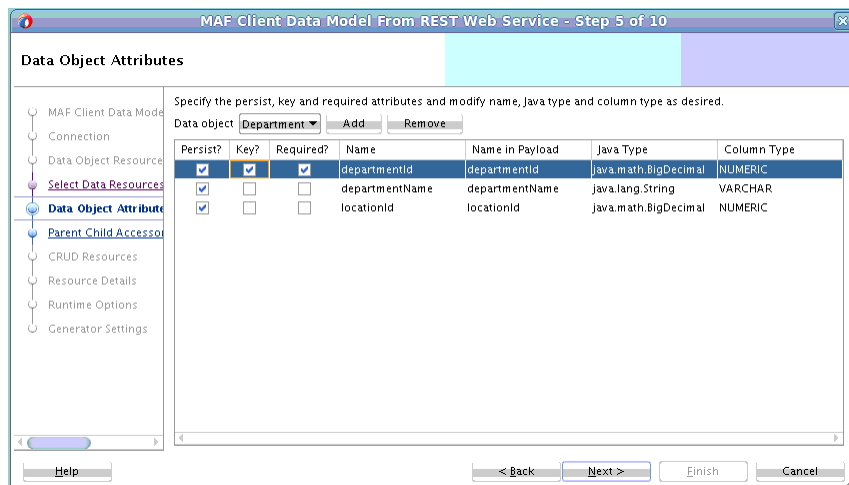 MAF Client Data Model From REST Web Service - Step 5 of 10
Data Object Attributes
MAF Client Data Mode
Connection
Data Object Resource
Select Data Resources
Data Object Attribute
Parent Child Accessor
CRUD Resources
Resource Details
Runtime Options
Generator Settings
Specify the persist, key and required attributes and modify name, Java type and column type as desired.
Data object Department Add Remove
Persist? Key? Required? Name Name in Payload Java Type Column Type
departmentId departmentId java.math.BigDecimal NUMERIC
departmentName departmentName java.lang.String VARCHAR
locationId locationId java.math.BigDecimal NUMERIC
Help < Back Next > Finish Cancel